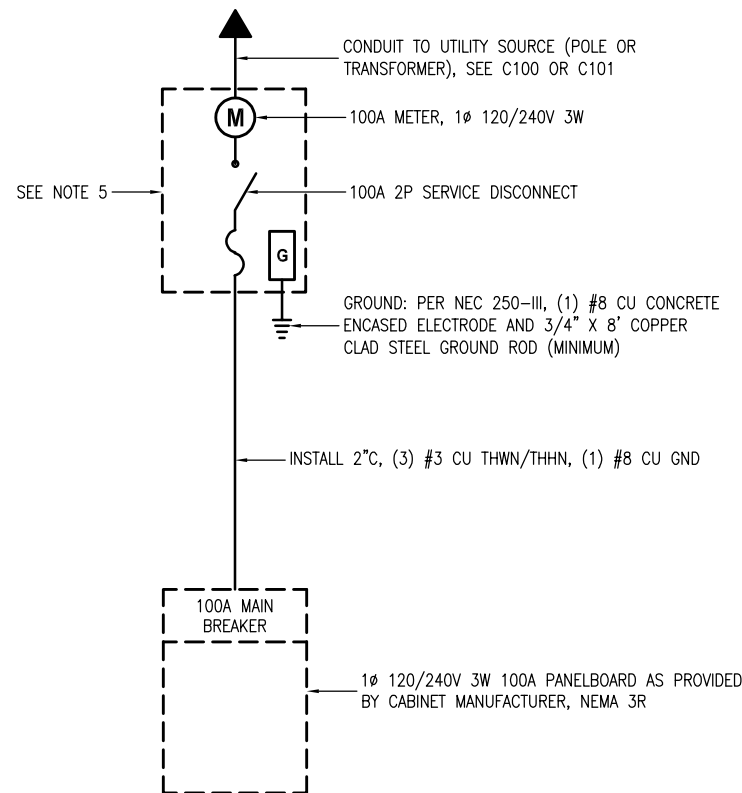 CONDUIT TO UTILITY SOURCE (POLE OR
TRANSFORMER), SEE C100 OR C101
M
100A METER, 1ø 120/240V 3W
SEE NOTE 5
100A 2P SERVICE DISCONNECT
G
GROUND: PER NEC 250-III, (1) #8 CU CONCRETE
ENCASED ELECTRODE AND 3/4" X 8' COPPER
CLAD STEEL GROUND ROD (MINIMUM)
INSTALL 2"C, (3) #3 CU THWN/THHN, (1) #8 CU GND
100A MAIN
BREAKER
1ø 120/240V 3W 100A PANELBOARD AS PROVIDED
BY CABINET MANUFACTURER, NEMA 3R